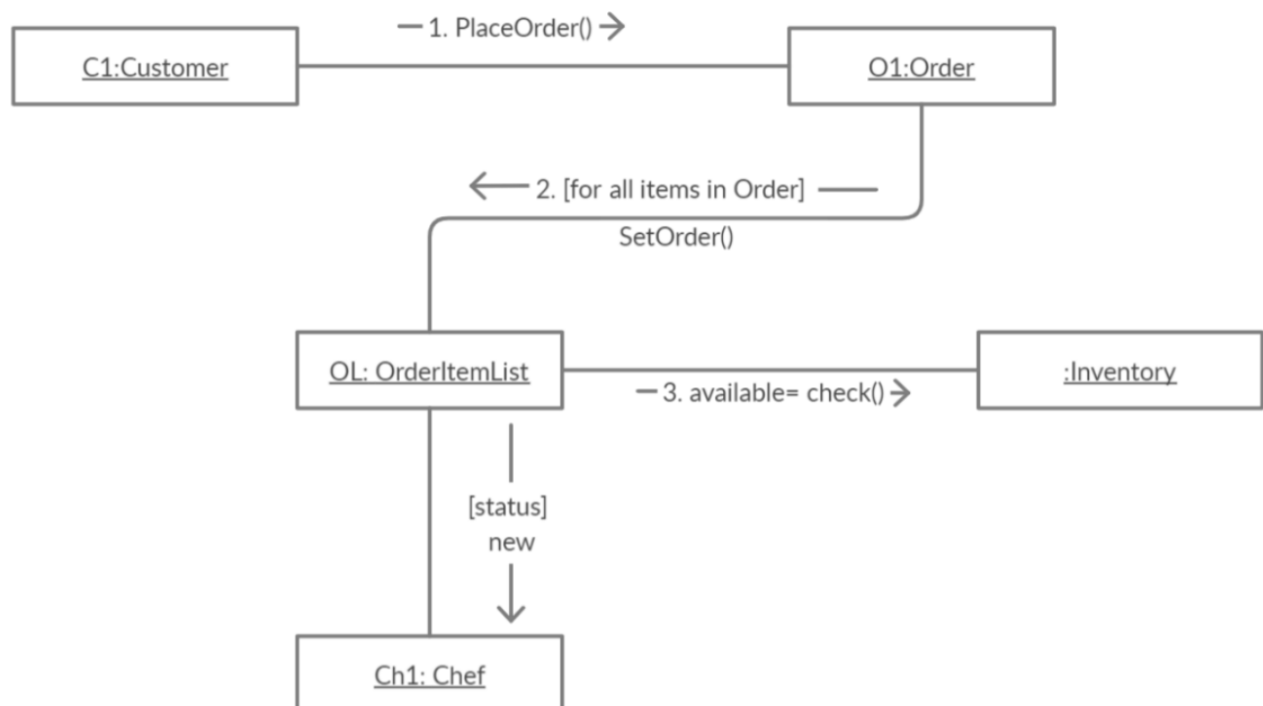 1. PlaceOrder()
C1:Customer
O1:Order
2. [for all items in Order]
SetOrder()
OL: OrderItemList
:Inventory
3. available= check()
[status]
new
Ch1: Chef